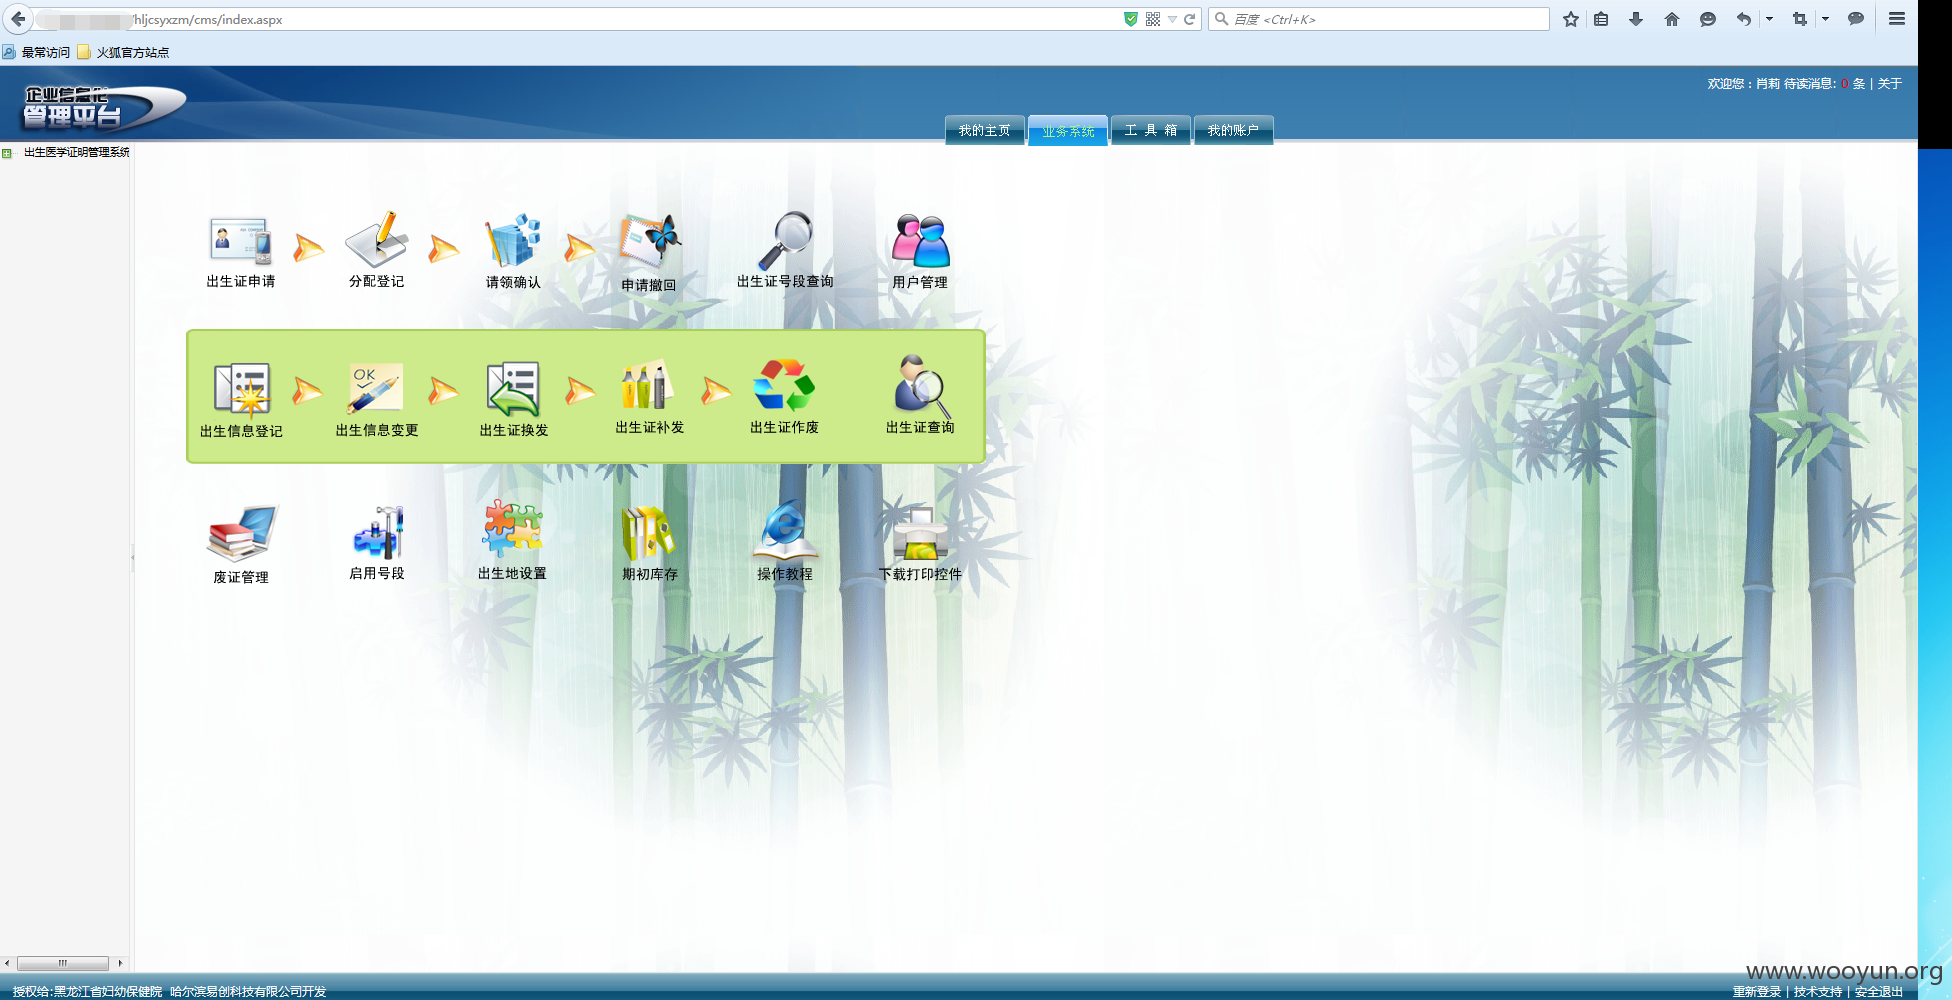 /hljcsyxzm/cms/index.aspx
百度 <Ctrl+K>
最常访问 火狐官方站点
企业信息化
管理平台
欢迎您：肖莉 待读消息: 0 条 | 关于
我的主页 业务系统 工 具 箱 我的账户
出生医学证明管理系统
出生证申请 分配登记 请领确认 申请撤回 出生证号段查询 用户管理
OK
出生信息登记 出生信息变更 出生证换发 出生证补发 出生证作废 出生证查询
废证管理 启用号段 出生地设置 期初库存 操作教程 下载打印控件
www.wooyun.org
授权给:黑龙江省妇幼保健院 哈尔滨易创科技有限公司开发
重新登录 | 技术支持 | 安全退出